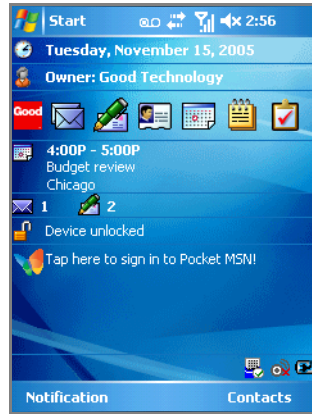 Start 2:56
Tuesday, November 15, 2005
Owner: Good Technology
Good
4:00P - 5:00P
Budget review
Chicago
1 2
Device unlocked
Tap here to sign in to Pocket MSN!
Notification Contacts